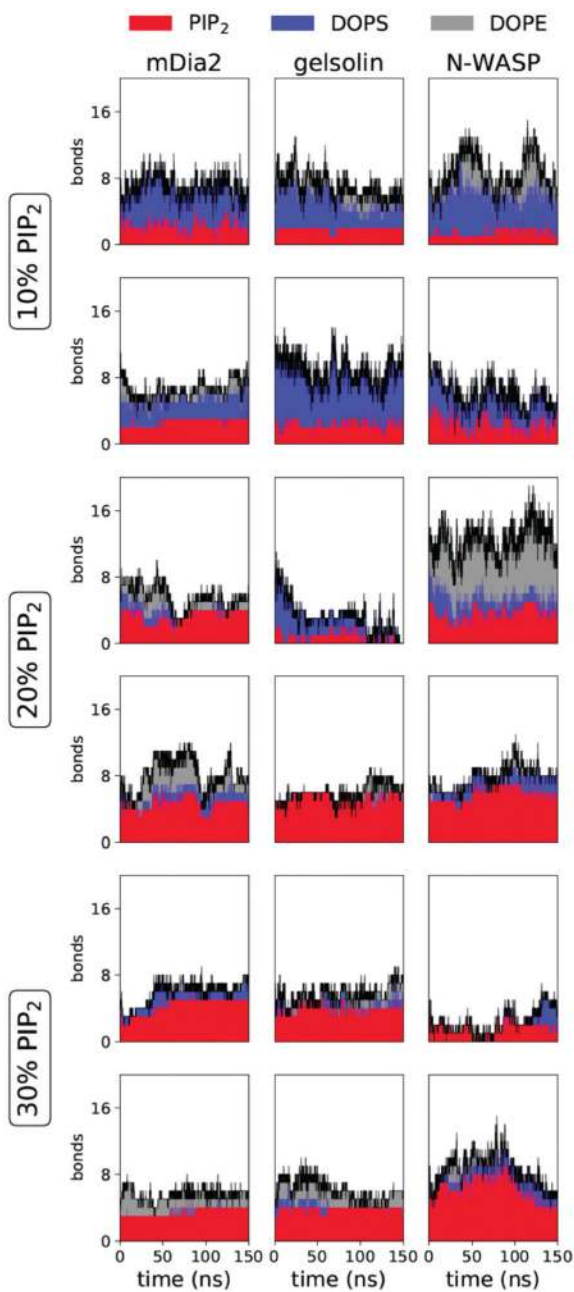 PIP₂ DOPS DOPE
mDia2 gelsolin N-WASP
10% PIP₂
bonds
16
8
0
bonds
16
8
0
20% PIP₂
bonds
16
8
0
bonds
16
8
0
30% PIP₂
bonds
16
8
0
bonds
16
8
0
0 50 100 150 0 50 100 150 0 50 100 150
time (ns) time (ns) time (ns)